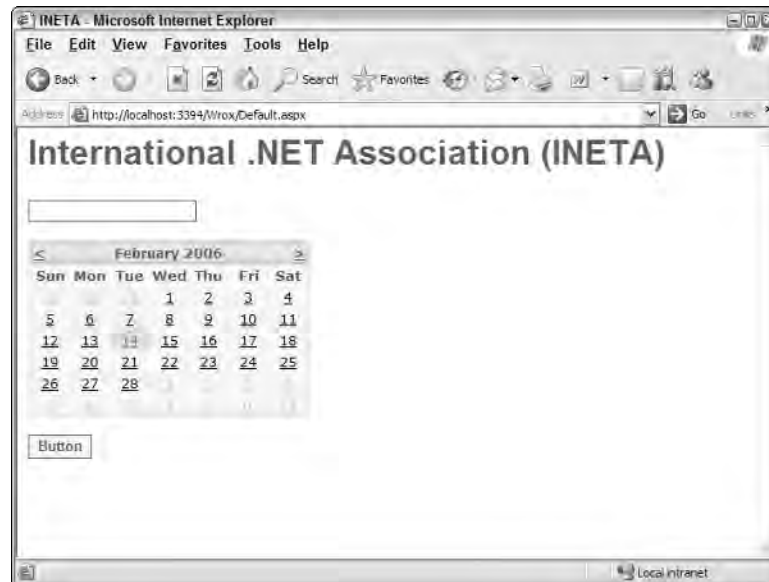 INETA - Microsoft Internet Explorer
File Edit View Favorites Tools Help
Back Search Favorites
Address http://localhost:3394/Wrox/Default.aspx Go Links
International .NET Association (INETA)
< February 2006 >
Sun Mon Tue Wed Thu Fri Sat
1 2 3 4
5 6 7 8 9 10 11
12 13 14 15 16 17 18
19 20 21 22 23 24 25
26 27 28
Button
Local intranet